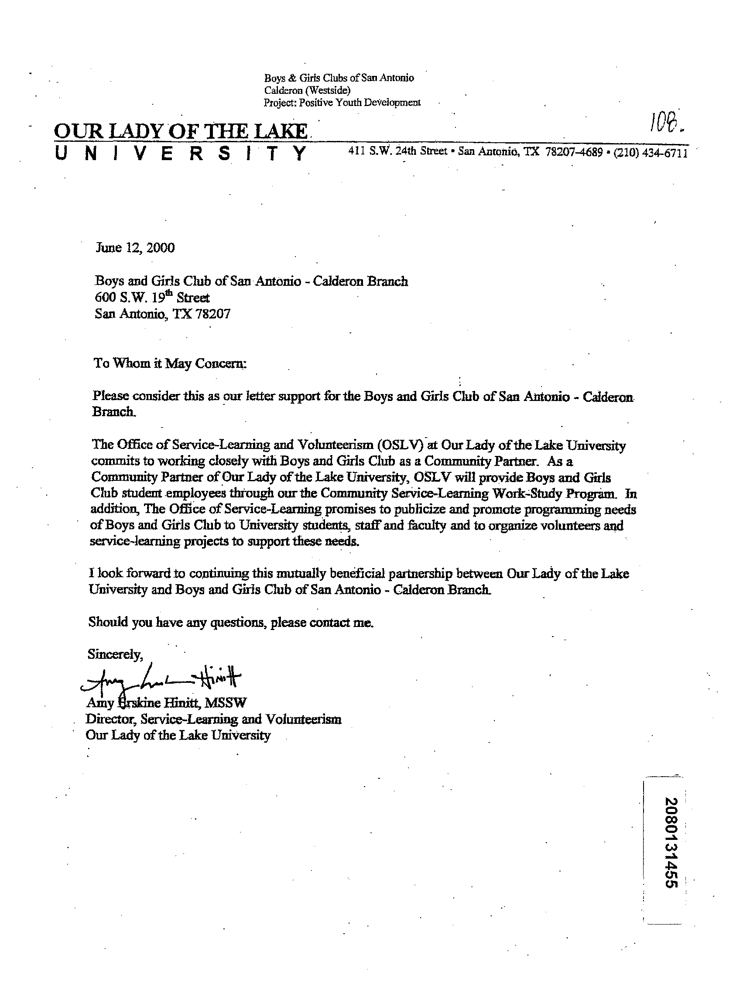 Boys & Girls Clubs of San Antonio
Calderon (Westside)
Project: Positive Youth Development
108.
OUR LADY OF THE LAKE
UNIVERSITY
411 S.W. 24th Street • San Antonio, TX 78207-4689 • (210) 434-6711
June 12, 2000
Boys and Girls Club of San Antonio - Calderon Branch
600 S.W. 19th Street
San Antonio, TX 78207
To Whom it May Concern:
Please consider this as our letter support for the Boys and Girls Club of San Antonio - Calderon
Branch.
The Office of Service-Learning and Volunteerism (OSLV) at Our Lady of the Lake University
commits to working closely with Boys and Girls Club as a Community Partner. As a
Community Partner of Our Lady of the Lake University, OSLV will provide Boys and Girls
Club student employees through our the Community Service-Learning Work-Study Program. In
addition, The Office of Service-Learning promises to publicize and promote programming needs
of Boys and Girls Club to University students, staff and faculty and to organize volunteers and
service-learning projects to support these needs.
I look forward to continuing this mutually beneficial partnership between Our Lady of the Lake
University and Boys and Girls Club of San Antonio - Calderon Branch.
Should you have any questions, please contact me.
Sincerely,
Amy Erskine Hinitt, MSSW
Director, Service-Learning and Volunteerism
Our Lady of the Lake University
2080131455